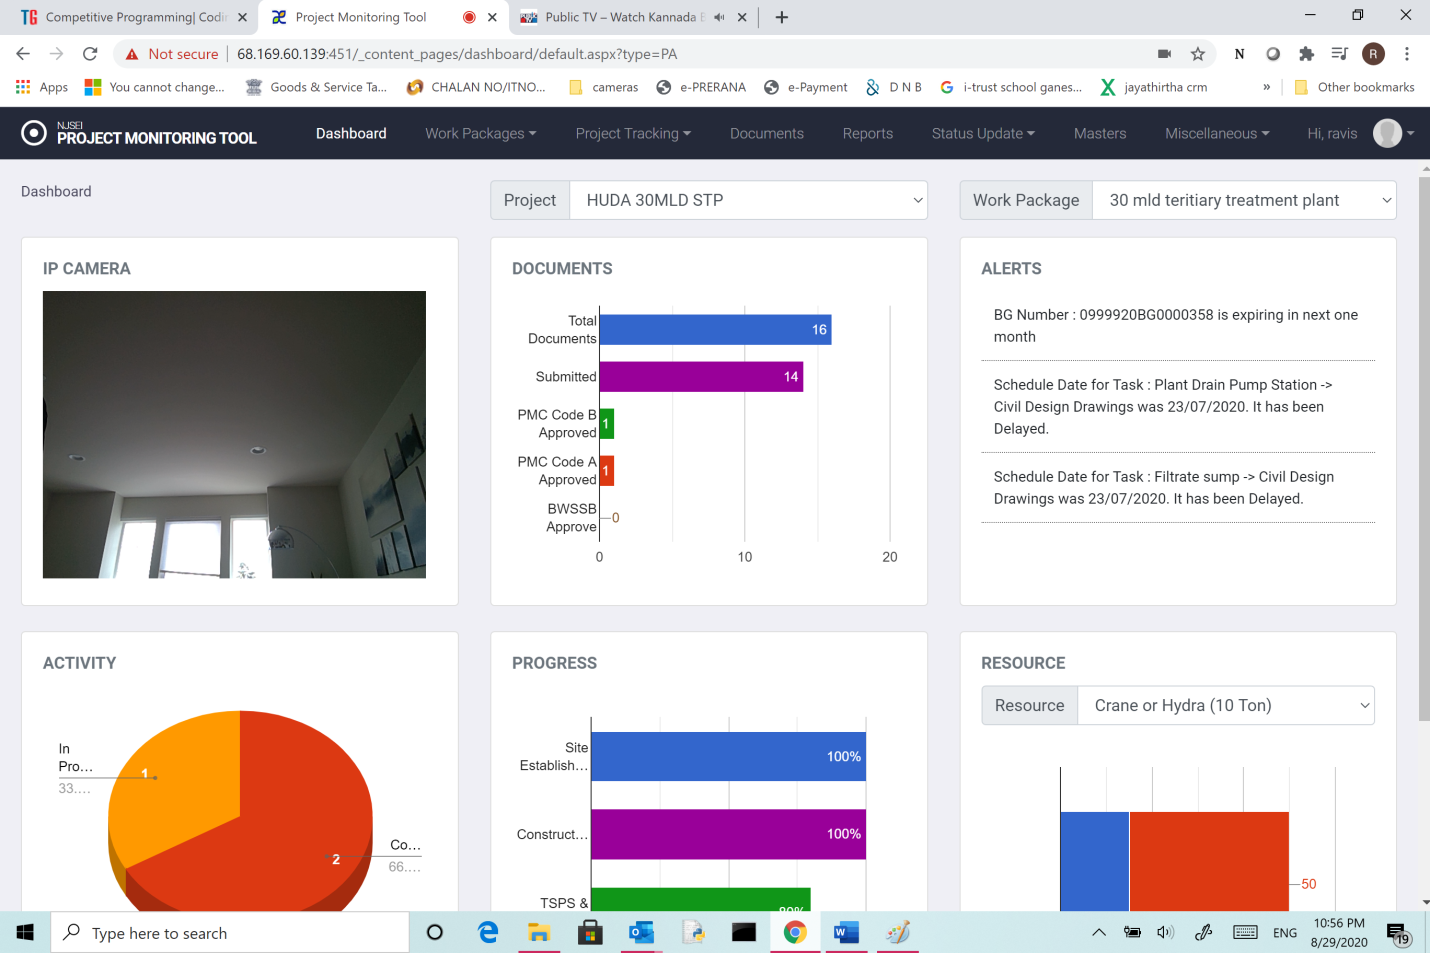 Competitive Programming| Codin
Project Monitoring Tool
Public TV – Watch Kannada
Not secure
68.169.60.139:451/_content_pages/dashboard/default.aspx?type=PA
N
R
Apps
You cannot change...
Goods & Service Ta...
CHALAN NO/ITNO...
cameras
e-PRERANA
e-Payment
D N B
i-trust school ganes...
jayathirtha crm
»
Other bookmarks
NJSEI
PROJECT MONITORING TOOL
Dashboard
Work Packages
Project Tracking
Documents
Reports
Status Update
Masters
Miscellaneous
Hi, ravis
Dashboard
Project
HUDA 30MLD STP
Work Package
30 mld teritiary treatment plant
IP CAMERA
DOCUMENTS
Total
Documents
16
Submitted
14
PMC Code B
Approved
1
PMC Code A
Approved
1
BWSSB
Approve
0
0
10
20
ALERTS
BG Number : 0999920BG0000358 is expiring in next one
month
Schedule Date for Task : Plant Drain Pump Station ->
Civil Design Drawings was 23/07/2020. It has been
Delayed.
Schedule Date for Task : Filtrate sump -> Civil Design
Drawings was 23/07/2020. It has been Delayed.
ACTIVITY
In
Pro...
33....
1
Co...
66....
2
PROGRESS
Site
Establish...
100%
Construct...
100%
TSPS &
80%
RESOURCE
Resource
Crane or Hydra (10 Ton)
50
Type here to search
ENG
10:56 PM
8/29/2020
19